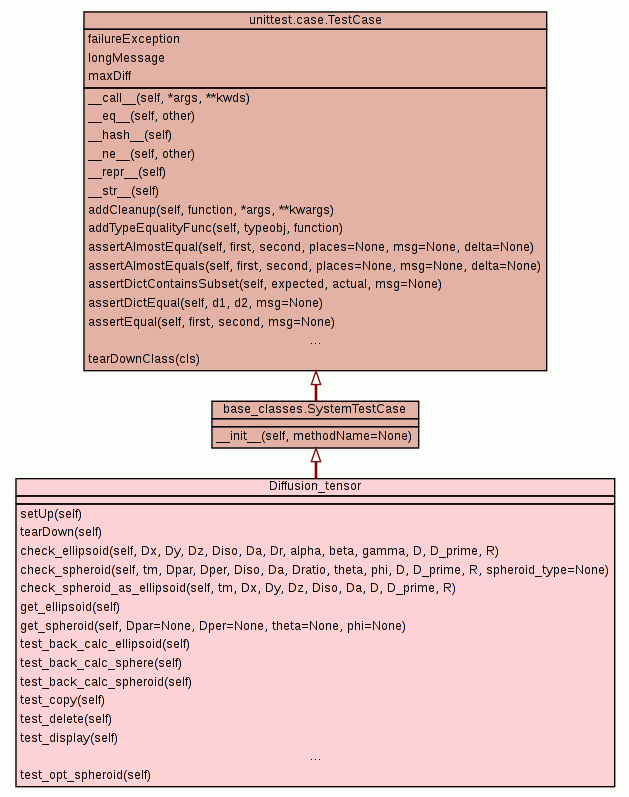 unittest.case.TestCase
failureException
longMessage
maxDiff
__call__(self, *args, **kwds)
__eq__(self, other)
__hash__(self)
__ne__(self, other)
__repr__(self)
__str__(self)
addCleanup(self, function, *args, **kwargs)
addTypeEqualityFunc(self, typeobj, function)
assertAlmostEqual(self, first, second, places=None, msg=None, delta=None)
assertAlmostEquals(self, first, second, places=None, msg=None, delta=None)
assertDictContainsSubset(self, expected, actual, msg=None)
assertDictEqual(self, d1, d2, msg=None)
assertEqual(self, first, second, msg=None)
...
tearDownClass(cls)
base_classes.SystemTestCase
__init__(self, methodName=None)
Diffusion_tensor
setUp(self)
tearDown(self)
check_ellipsoid(self, Dx, Dy, Dz, Diso, Da, Dr, alpha, beta, gamma, D, D_prime, R)
check_spheroid(self, tm, Dpar, Dper, Diso, Da, Dratio, theta, phi, D, D_prime, R, spheroid_type=None)
check_spheroid_as_ellipsoid(self, tm, Dx, Dy, Dz, Diso, Da, D, D_prime, R)
get_ellipsoid(self)
get_spheroid(self, Dpar=None, Dper=None, theta=None, phi=None)
test_back_calc_ellipsoid(self)
test_back_calc_sphere(self)
test_back_calc_spheroid(self)
test_copy(self)
test_delete(self)
test_display(self)
...
test_opt_spheroid(self)